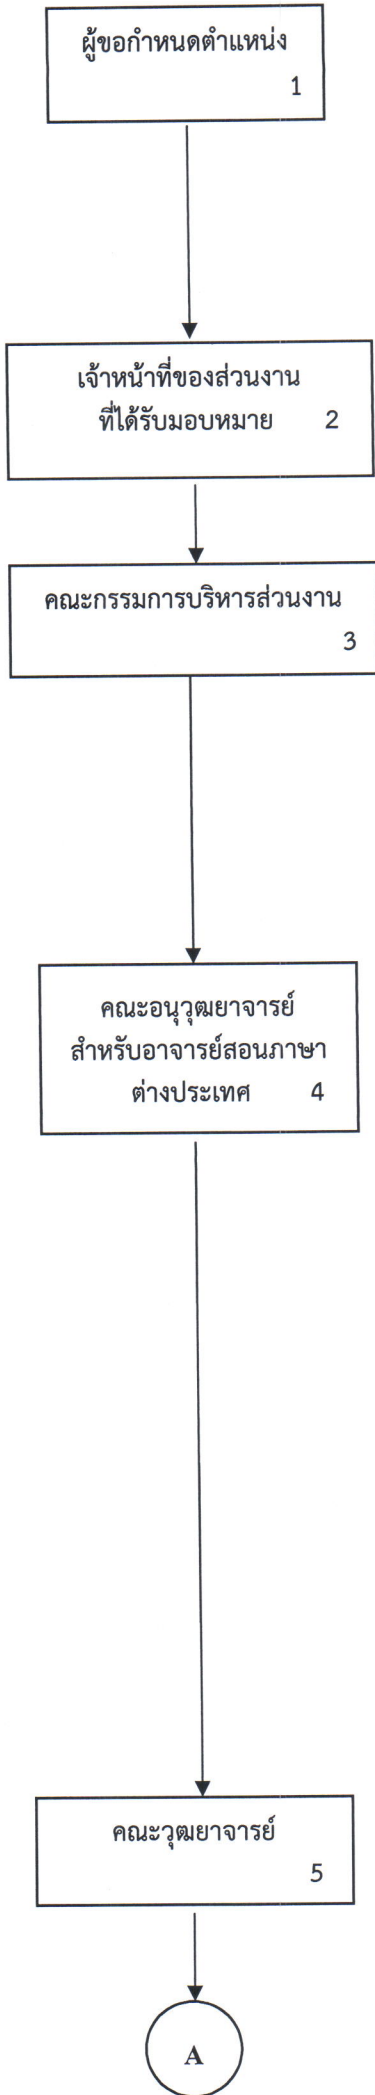 ผู้ขอกำหนดตำแหน่ง
1
เจ้าหน้าที่ของส่วนงาน
ที่ได้รับมอบหมาย 2
คณะกรรมการบริหารส่วนงาน
3
คณะอนุวุฒยาจารย์
สำหรับอาจารย์สอนภาษา
ต่างประเทศ 4
คณะวุฒยาจารย์
5
A